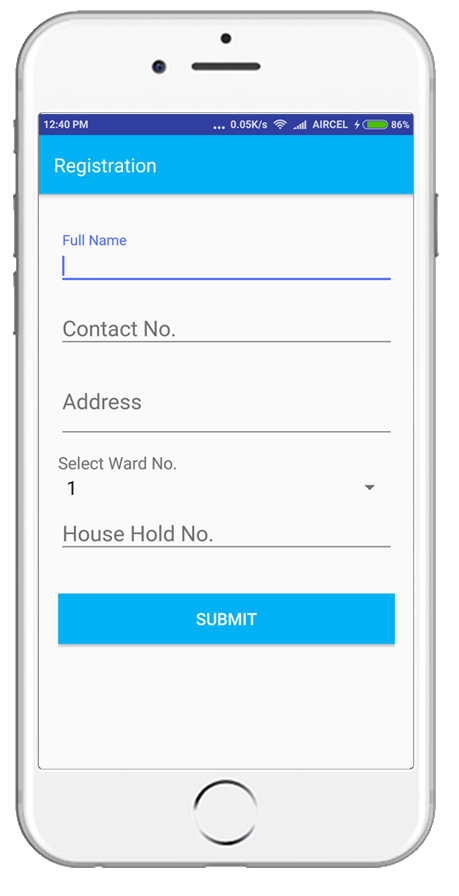 12:40 PM ... 0.05K/s AIRCEL 86%
Registration
Full Name
Contact No.
Address
Select Ward No.
1
House Hold No.
SUBMIT